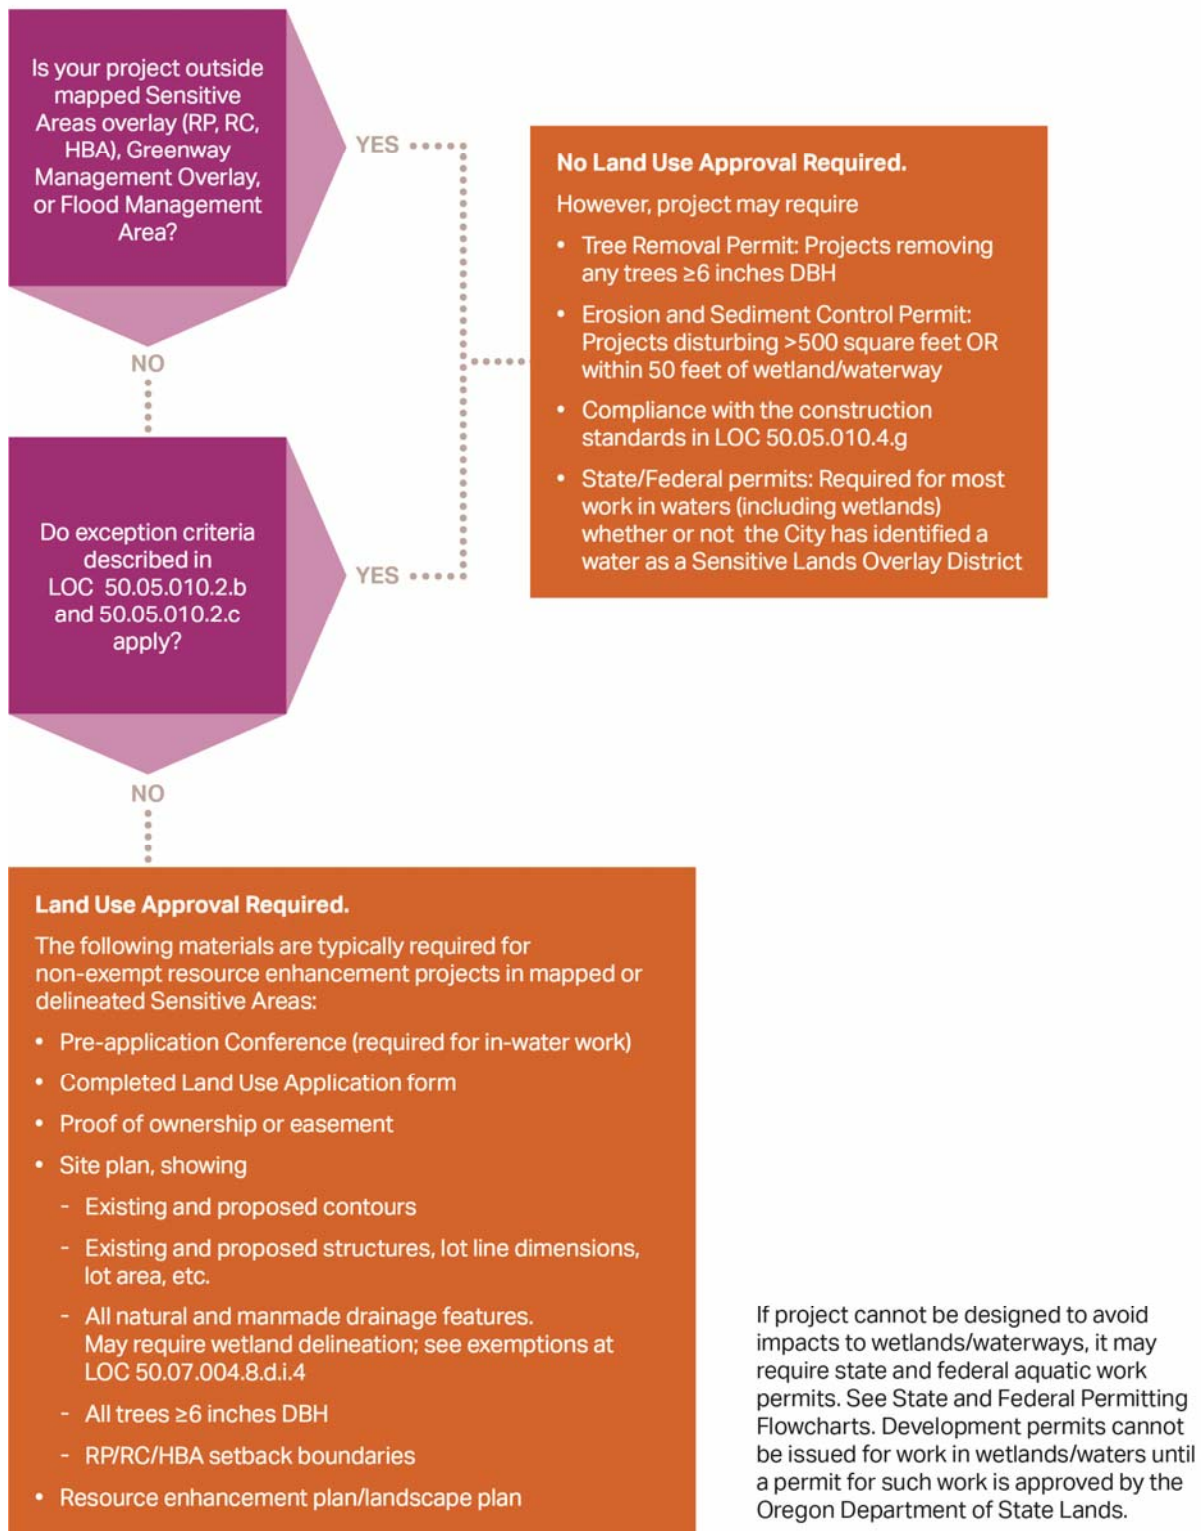 Is your project outside
mapped Sensitive
Areas overlay (RP, RC,
HBA), Greenway
Management Overlay,
or Flood Management
Area?
YES
NO
No Land Use Approval Required.
However, project may require
• Tree Removal Permit: Projects removing
any trees ≥6 inches DBH
• Erosion and Sediment Control Permit:
Projects disturbing >500 square feet OR
within 50 feet of wetland/waterway
• Compliance with the construction
standards in LOC 50.05.010.4.g
• State/Federal permits: Required for most
work in waters (including wetlands)
whether or not the City has identified a
water as a Sensitive Lands Overlay District
Do exception criteria
described in
LOC 50.05.010.2.b
and 50.05.010.2.c
apply?
YES
NO
Land Use Approval Required.
The following materials are typically required for
non-exempt resource enhancement projects in mapped or
delineated Sensitive Areas:
• Pre-application Conference (required for in-water work)
• Completed Land Use Application form
• Proof of ownership or easement
• Site plan, showing
- Existing and proposed contours
- Existing and proposed structures, lot line dimensions,
lot area, etc.
- All natural and manmade drainage features.
May require wetland delineation; see exemptions at
LOC 50.07.004.8.d.i.4
- All trees ≥6 inches DBH
- RP/RC/HBA setback boundaries
• Resource enhancement plan/landscape plan
If project cannot be designed to avoid
impacts to wetlands/waterways, it may
require state and federal aquatic work
permits. See State and Federal Permitting
Flowcharts. Development permits cannot
be issued for work in wetlands/waters until
a permit for such work is approved by the
Oregon Department of State Lands.